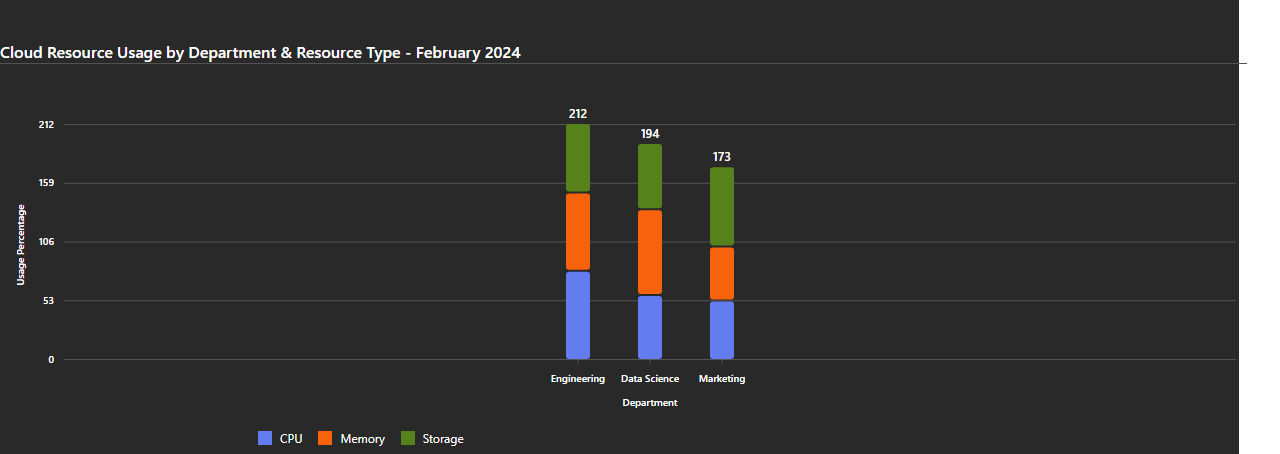 Cloud Resource Usage by Department & Resource Type - February 2024
212
194
173
212
159
106
53
0
Usage Percentage
Engineering Data Science Marketing
Department
CPU Memory Storage